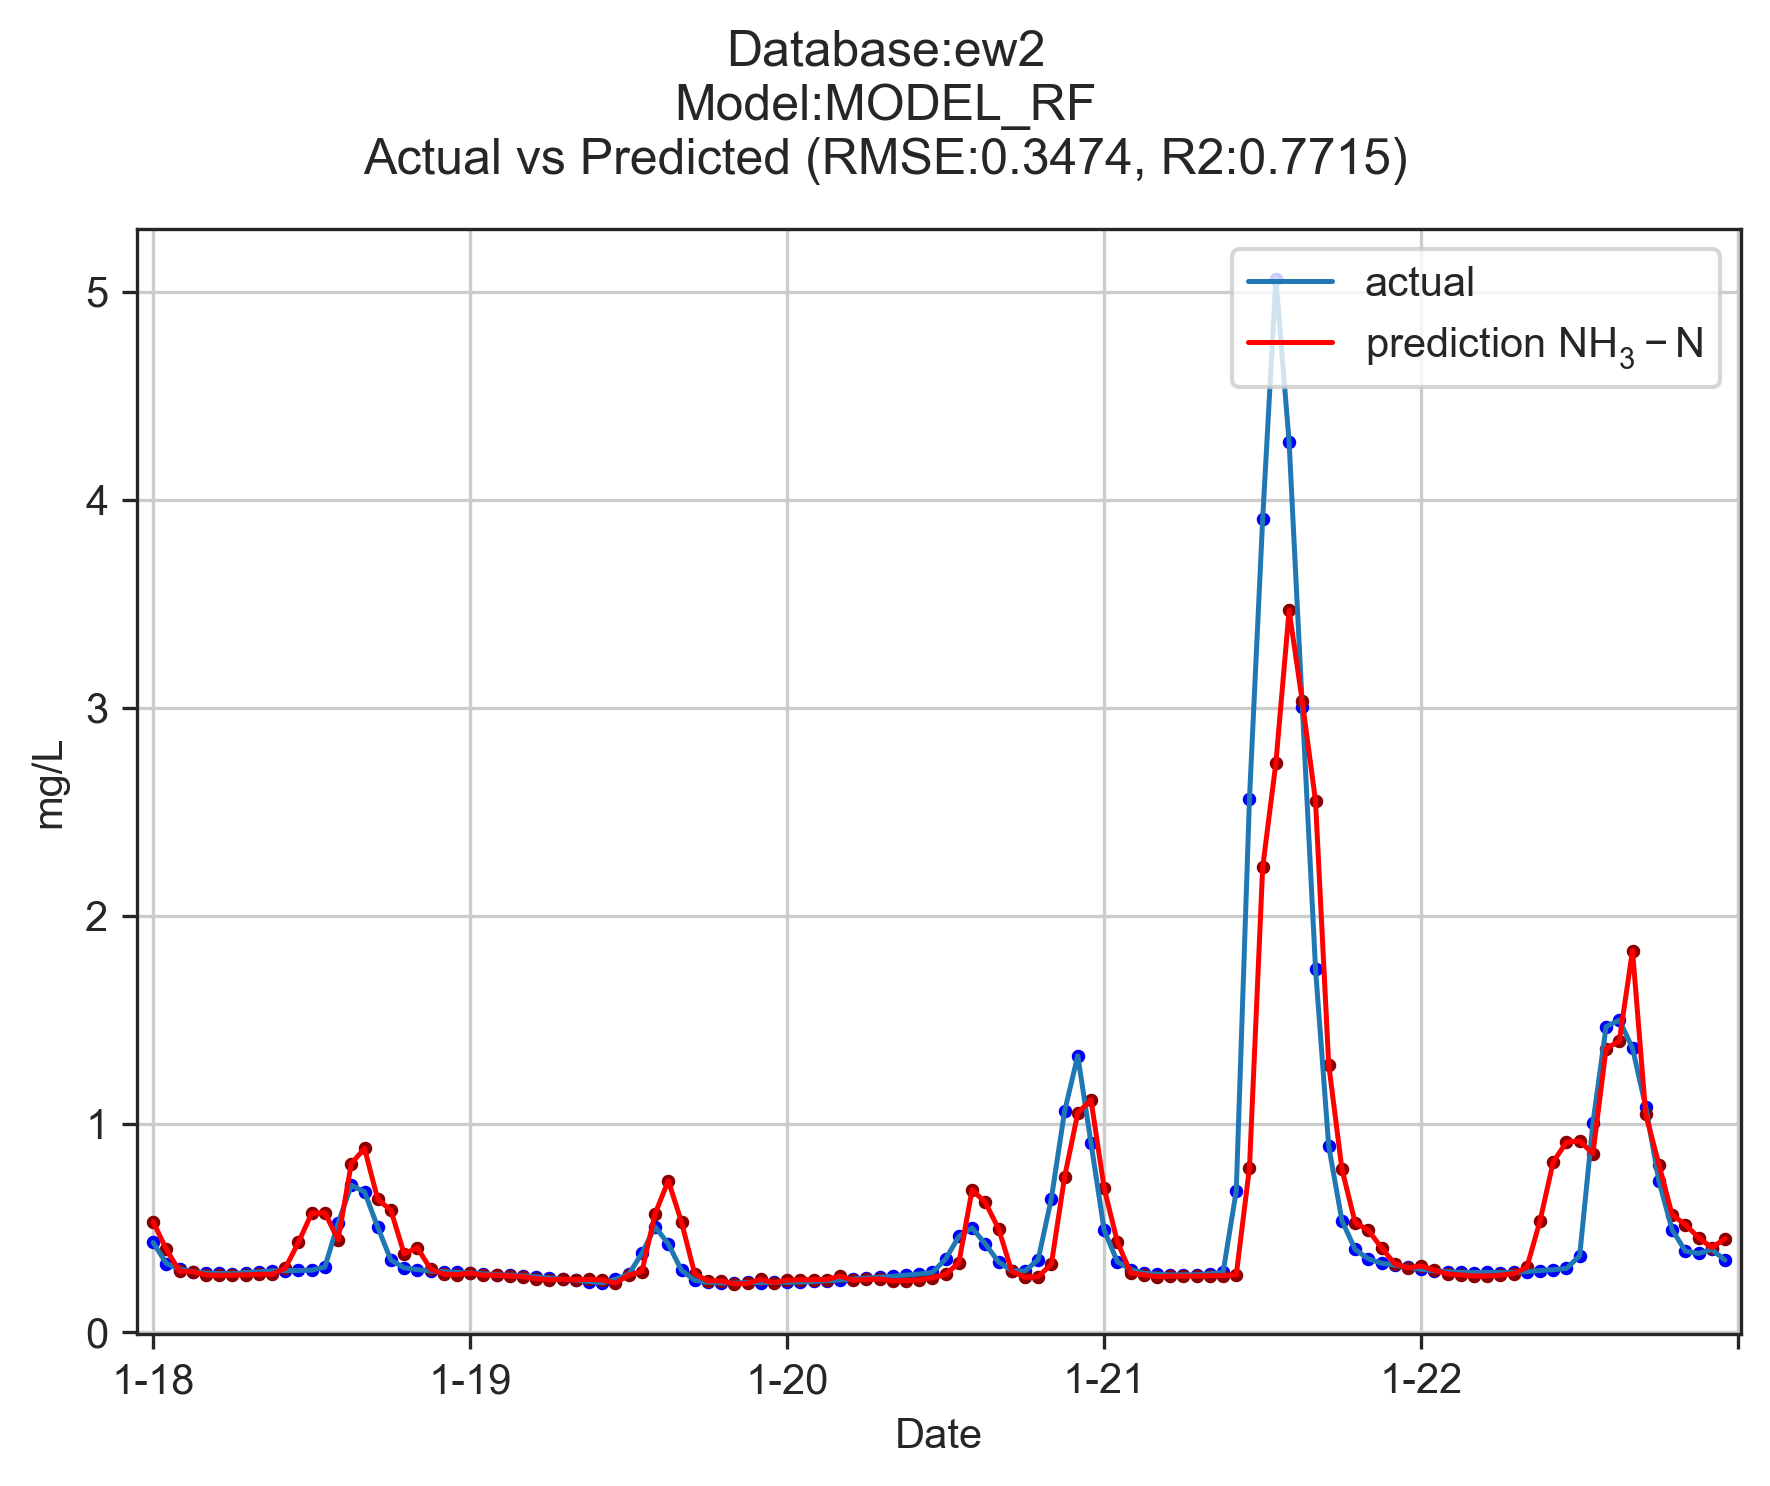 Database:ew2
Model:MODEL_RF
Actual vs Predicted (RMSE:0.3474, R2:0.7715)
actual
prediction NH₃ − N
5
4
3
2
1
0
mg/L
1-18 1-19 1-20 1-21 1-22
Date